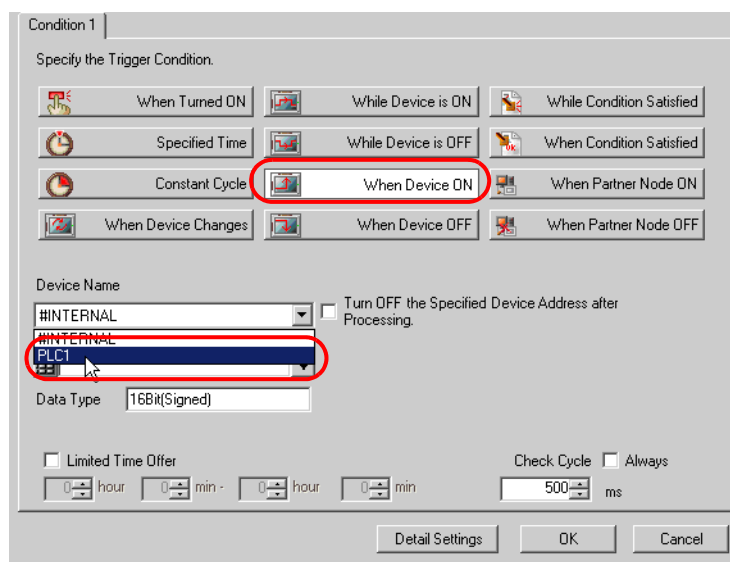 Condition 1
Specify the Trigger Condition.
When Turned ON
While Device is ON
While Condition Satisfied
Specified Time
While Device is OFF
When Condition Satisfied
Constant Cycle
When Device ON
When Partner Node ON
When Device Changes
When Device OFF
When Partner Node OFF
Device Name
#INTERNAL
Turn OFF the Specified Device Address after
Processing.
#INTERNAL
PLC1
Data Type 16Bit(Signed)
Limited Time Offer
Check Cycle Always
0 hour 0 min - 0 hour 0 min
500 ms
Detail Settings OK Cancel